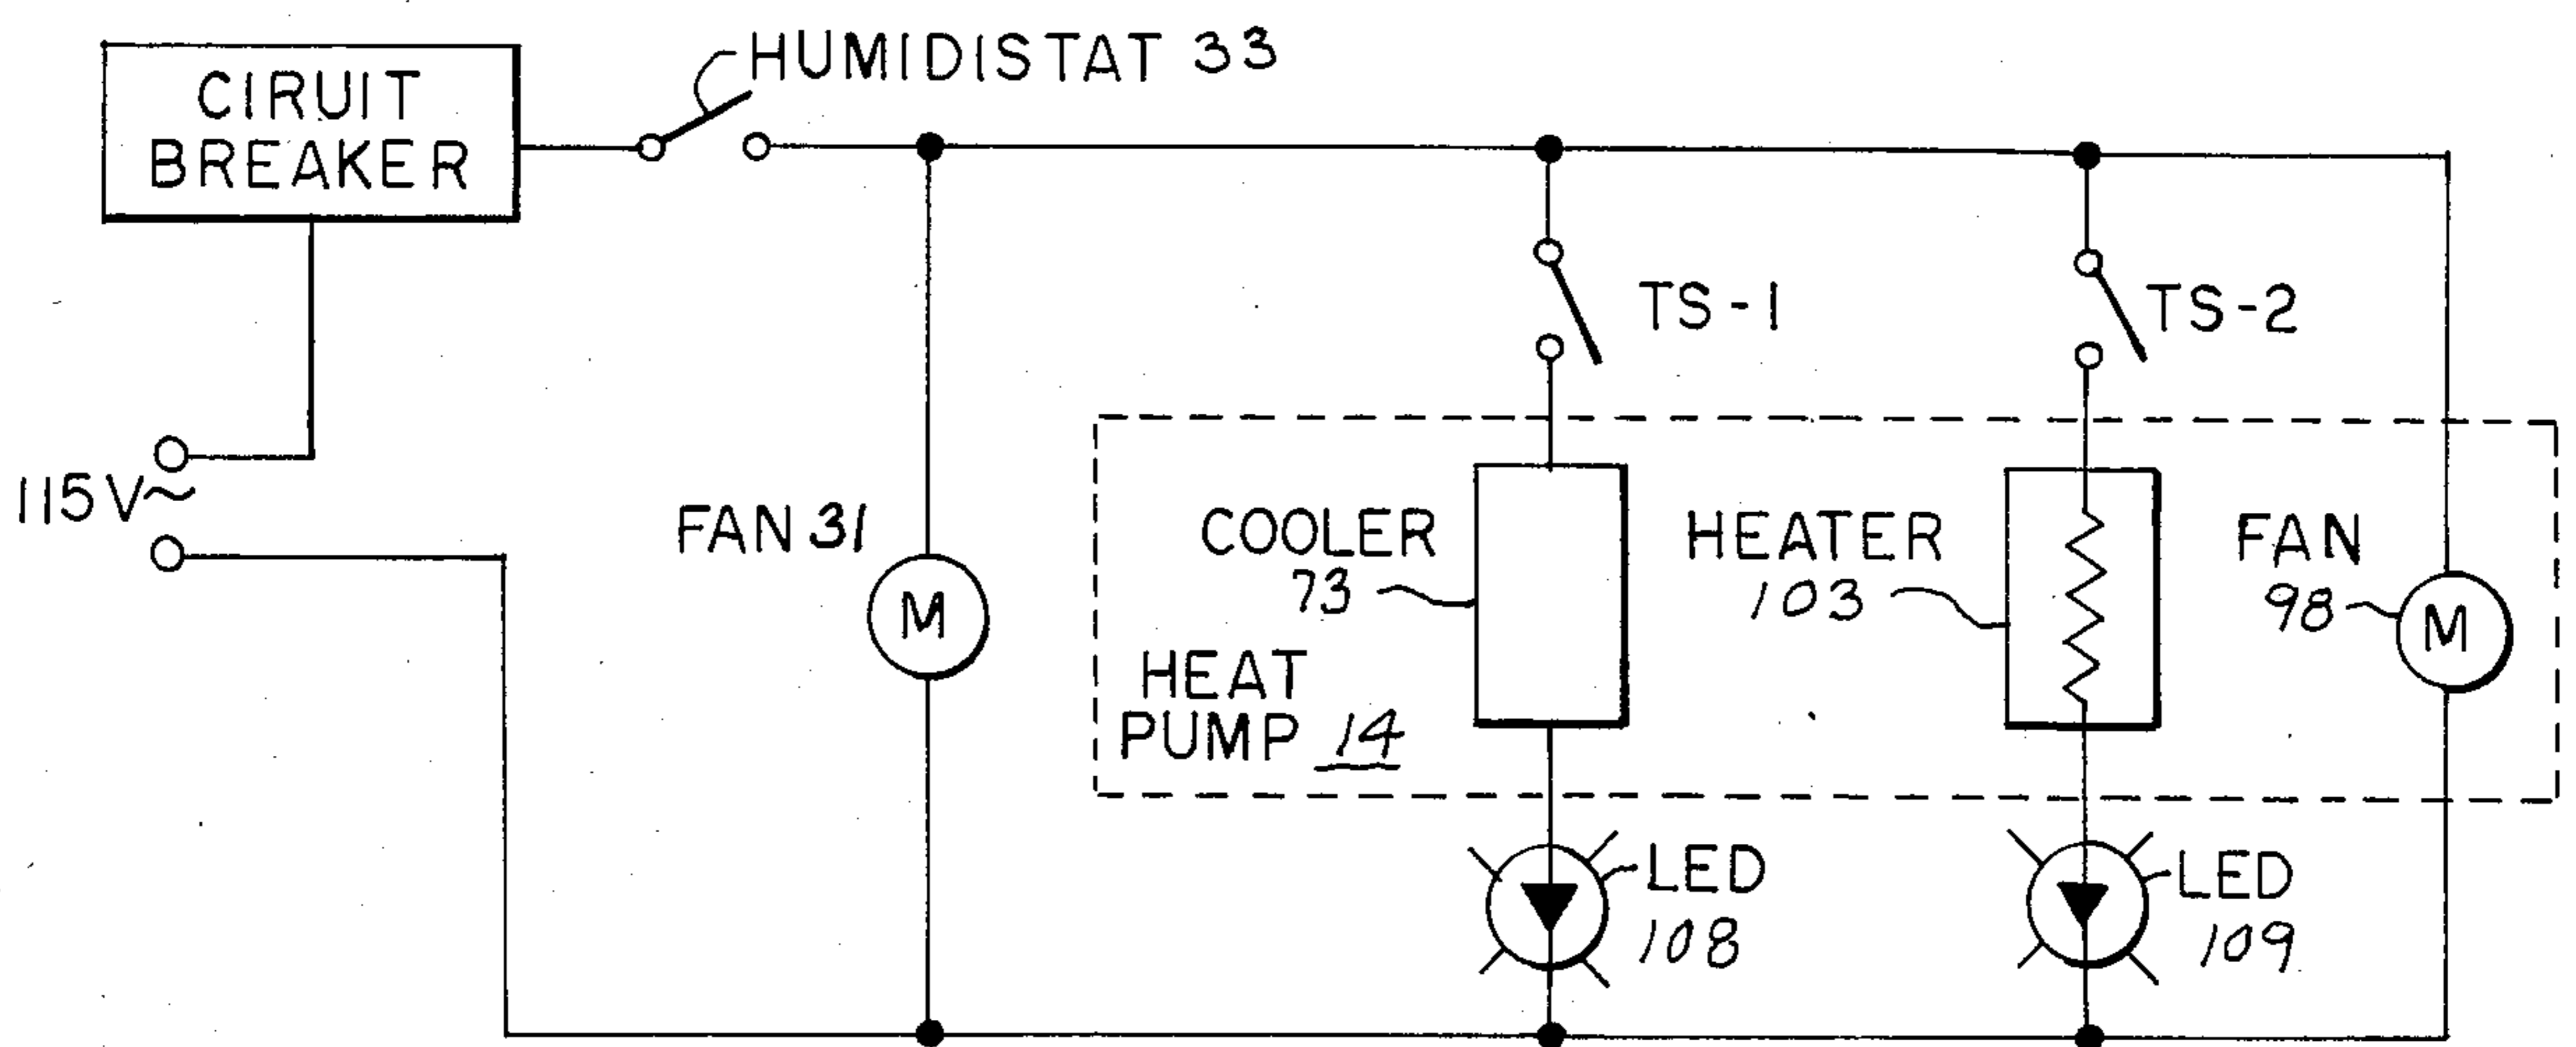 HUMIDISTAT 33
CIRUIT
BREAKER
TS-1
TS-2
115V~
FAN 31
M
COOLER
73
HEATER
103
FAN
98
M
HEAT
PUMP 14
LED
108
LED
109